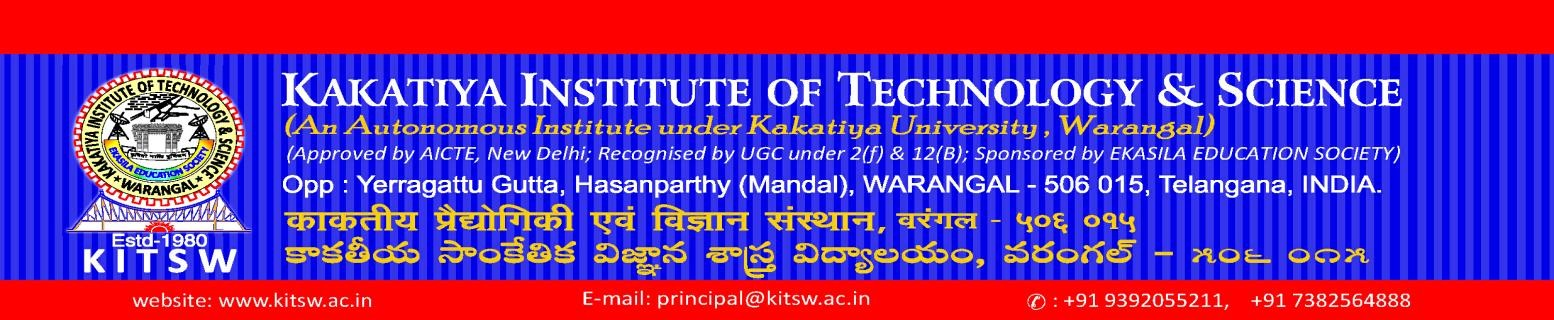 KAKATIYA INSTITUTE OF TECHNOLOGY & SCIENCE
(An Autonomous Institute under Kakatiya University , Warangal)
(Approved by AICTE, New Delhi; Recognised by UGC under 2(f) & 12(B); Sponsored by EKASILA EDUCATION SOCIETY)
Opp : Yerragattu Gutta, Hasanparthy (Mandal), WARANGAL - 506 015, Telangana, INDIA.
काकतीय प्रैद्योगिकी एवं विज्ञान संस्थान, वरंगल - ५०६ ०१५
కాకతీయ సాంకేతిక విజ్ఞాన శాస్త్ర విద్యాలయం, వరంగల్ – ౫౦౬ ౦౧౫
KAKATIYA INSTITUTE OF TECHNOLOGY & SCIENCE
EKASILA EDUCATION SOCIETY
★ WARANGAL ★
Estd-1980
KITSW
website: www.kitsw.ac.in E-mail: principal@kitsw.ac.in ✆ : +91 9392055211, +91 7382564888